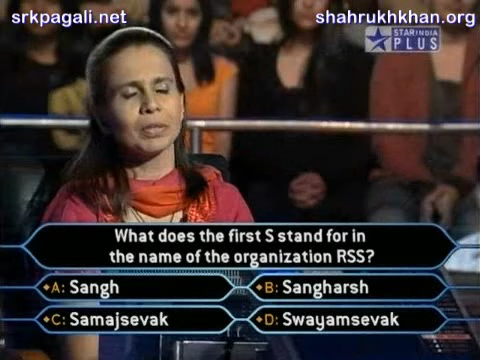 srkpagali.net
shahrukhkhan.org
STAR INDIA
PLUS
What does the first S stand for in
the name of the organization RSS?
A: Sangh
B: Sangharsh
C: Samajsevak
D: Swayamsevak